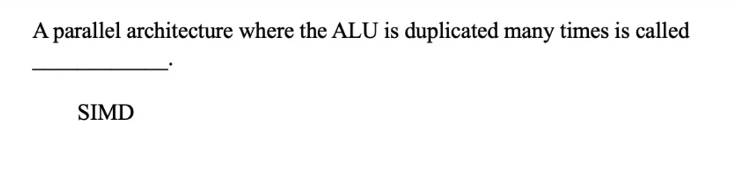 A parallel architecture where the ALU is duplicated many times is called
___________.
SIMD